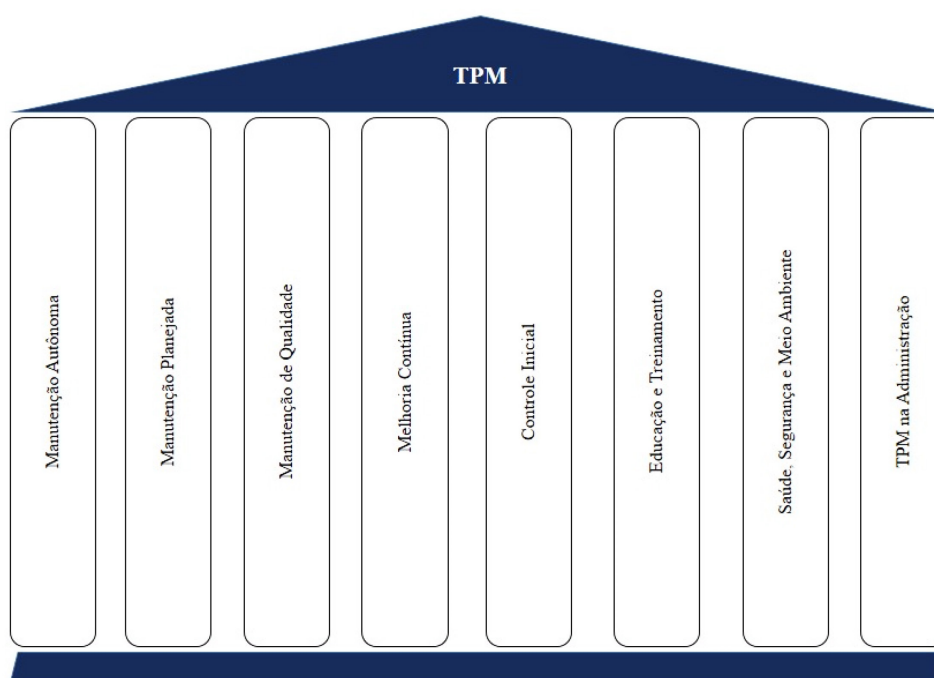 TPM
Manutenção Autônoma
Manutenção Planejada
Manutenção de Qualidade
Melhoria Contínua
Controle Inicial
Educação e Treinamento
Saúde, Segurança e Meio Ambiente
TPM na Administração